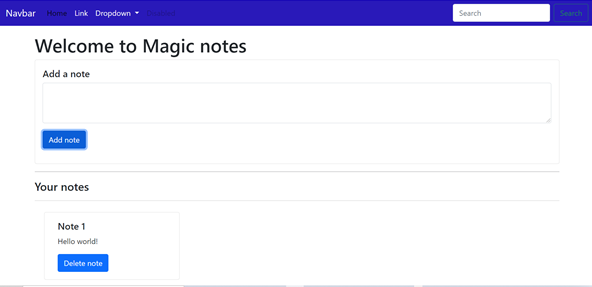 Navbar Home Link Dropdown Disabled Search Search
Welcome to Magic notes
Add a note
Add note
Your notes
Note 1
Hello world!
Delete note